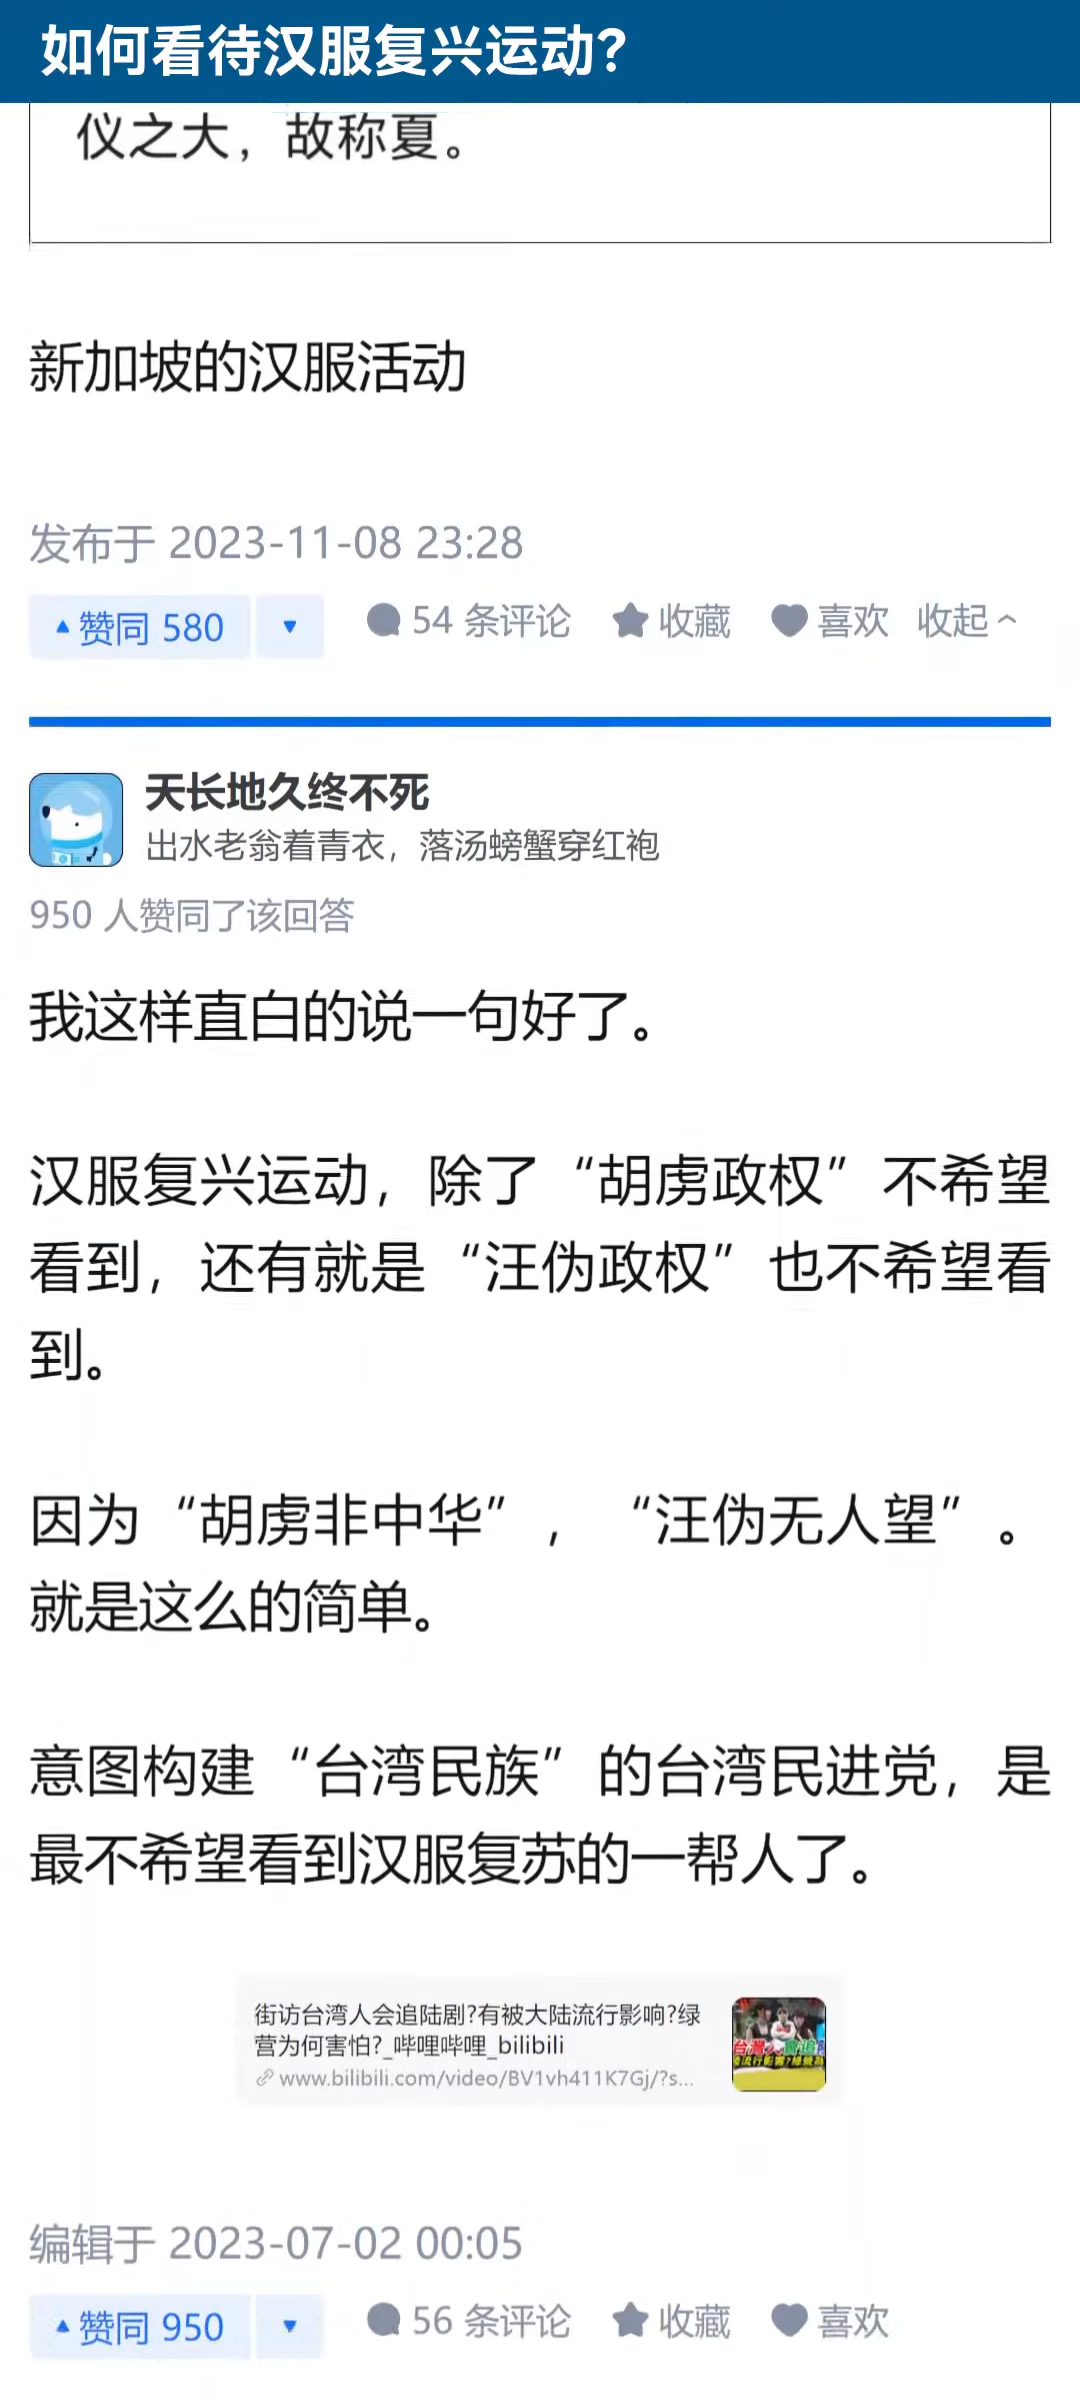 如何看待汉服复兴运动?
仪之大，故称夏。
新加坡的汉服活动
发布于 2023-11-08 23:28
赞同 580 54 条评论 收藏 喜欢 收起
天长地久终不死
出水老翁着青衣，落汤螃蟹穿红袍
950 人赞同了该回答
我这样直白的说一句好了。
汉服复兴运动，除了“胡虏政权”不希望
看到，还有就是“汪伪政权”也不希望看
到。
因为“胡虏非中华”，“汪伪无人望”。
就是这么的简单。
意图构建“台湾民族”的台湾民进党，是
最不希望看到汉服复苏的一帮人了。
街访台湾人会追陆剧?有被大陆流行影响?绿
营为何害怕?_哔哩哔哩_bilibili
www.bilibili.com/video/BV1vh411K7Gj/?s...
编辑于 2023-07-02 00:05
赞同 950 56 条评论 收藏 喜欢